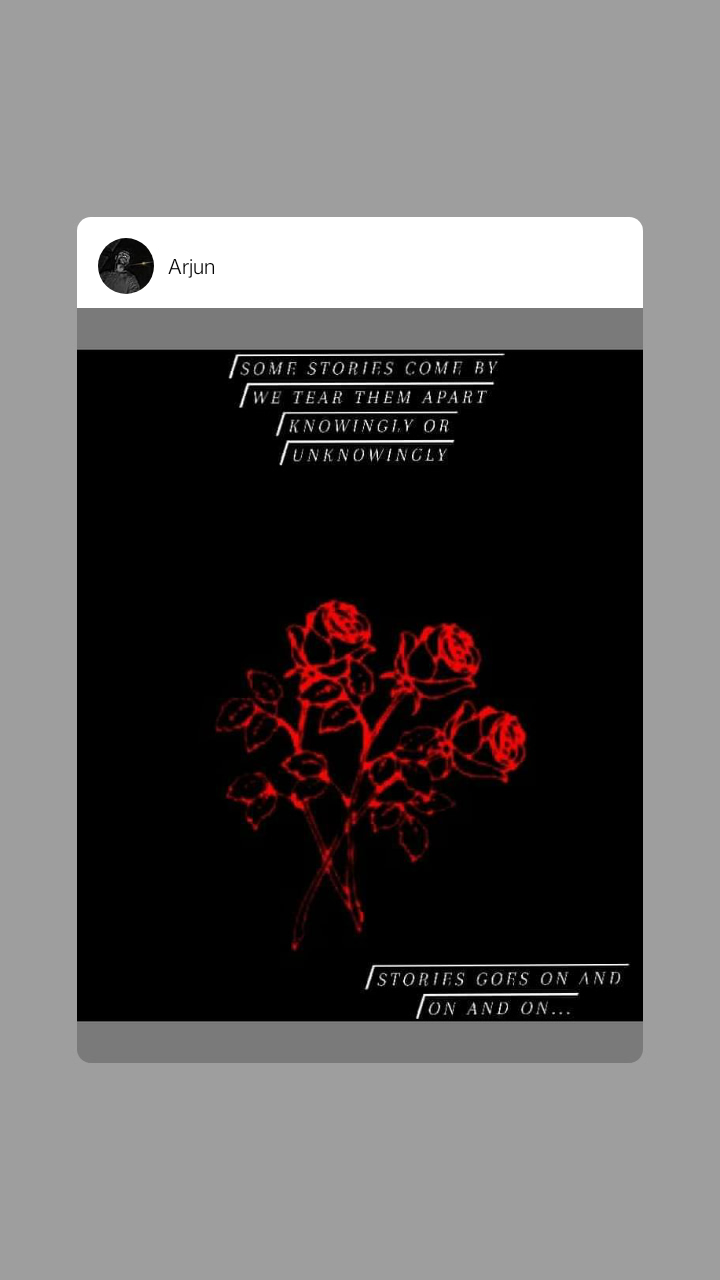 Arjun
SOME STORIES COME BY
WE TEAR THEM APART
KNOWINGLY OR
UNKNOWINGLY
STORIES GOES ON AND
ON AND ON...